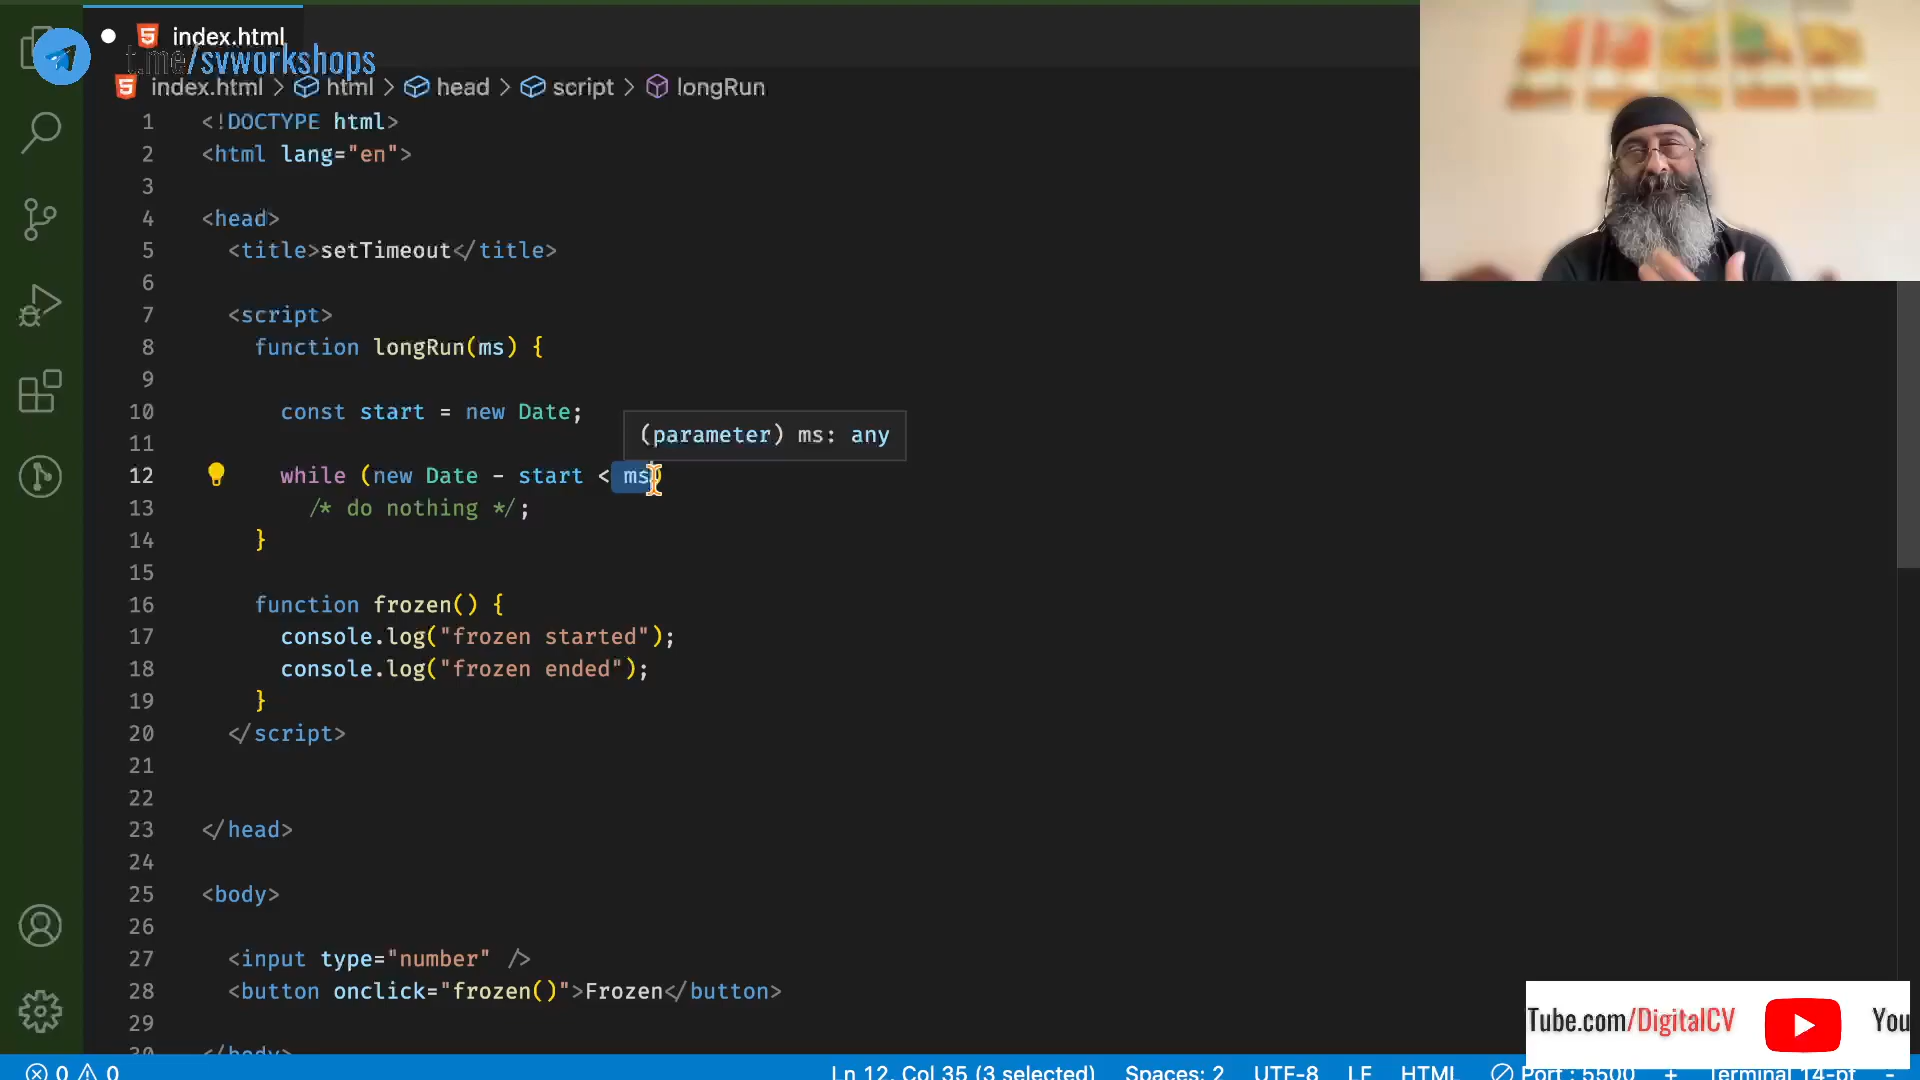 index.html
t.me/svworkshops
index.html > html > head > script > longRun
1 <!DOCTYPE html>
2 <html lang="en">
3
4 <head>
5 <title>setTimeout</title>
6
7 <script>
8 function longRun(ms) {
9
10 const start = new Date;
(parameter) ms: any
11
12 while (new Date - start < ms)
13 /* do nothing */;
14 }
15
16 function frozen() {
17 console.log("frozen started");
18 console.log("frozen ended");
19 }
20 </script>
21
22
23 </head>
24
25 <body>
26
27 <input type="number" />
28 <button onclick="frozen()">Frozen</button>
29
30 </body>
Tube.com/DigitalCV You
0 0 Ln 12, Col 35 (3 selected) Spaces: 2 UTF-8 LF HTML Port : 5500 + Terminal 14-pt -